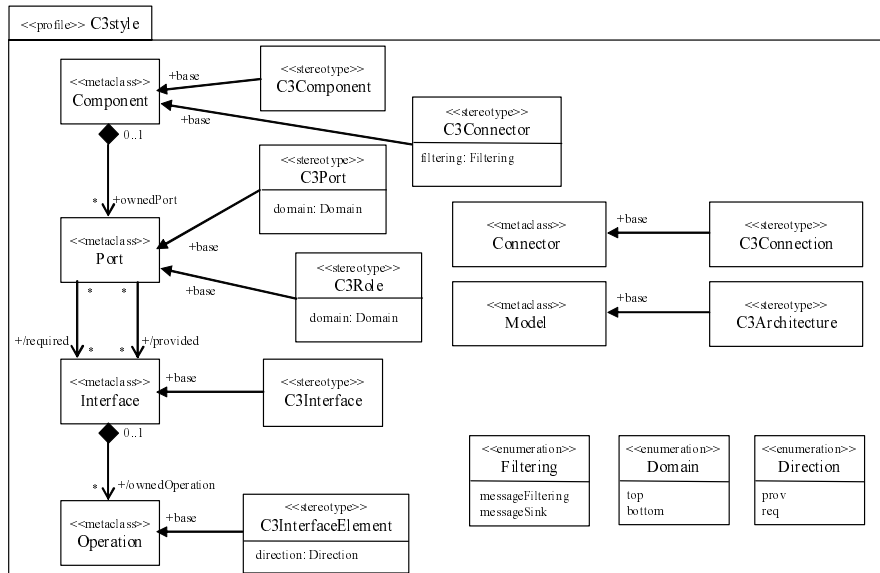 <<profile>> C3style
<<metaclass>>
Component
+base
<<stereotype>>
C3Component
+base
<<stereotype>>
C3Connector
filtering: Filtering
0..1
*
+ownedPort
<<stereotype>>
C3Port
domain: Domain
<<metaclass>>
Port
+base
+base
<<stereotype>>
C3Role
domain: Domain
<<metaclass>>
Connector
+base
<<stereotype>>
C3Connection
<<metaclass>>
Model
+base
<<stereotype>>
C3Architecture
*
*
+/required
*
*
+/provided
<<metaclass>>
Interface
+base
<<stereotype>>
C3Interface
0..1
*
+/ownedOperation
<<metaclass>>
Operation
+base
<<stereotype>>
C3InterfaceElement
direction: Direction
<<enumeration>>
Filtering
messageFiltering
messageSink
<<enumeration>>
Domain
top
bottom
<<enumeration>>
Direction
prov
req